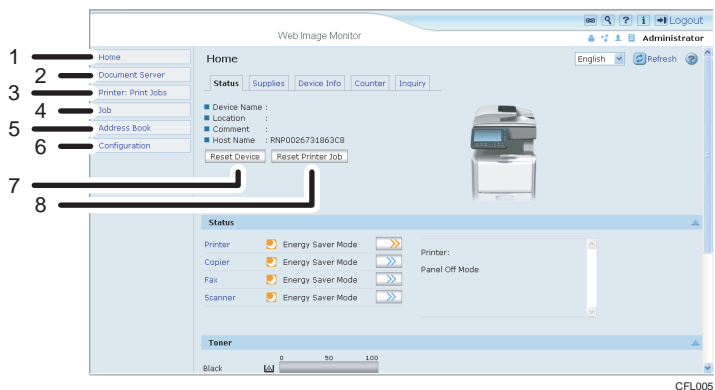 Logout
Web Image Monitor
Administrator
1
2
3
4
5
6
7
8
Home
Document Server
Printer: Print Jobs
Job
Address Book
Configuration
Home
English
Refresh
Status Supplies Device Info Counter Inquiry
Device Name :
Location :
Comment :
Host Name : RNP0026731863C8
Reset Device Reset Printer Job
Status
Printer Energy Saver Mode
Copier Energy Saver Mode
Fax Energy Saver Mode
Scanner Energy Saver Mode
Printer:
Panel Off Mode
Toner
0 50 100
Black
CFL005